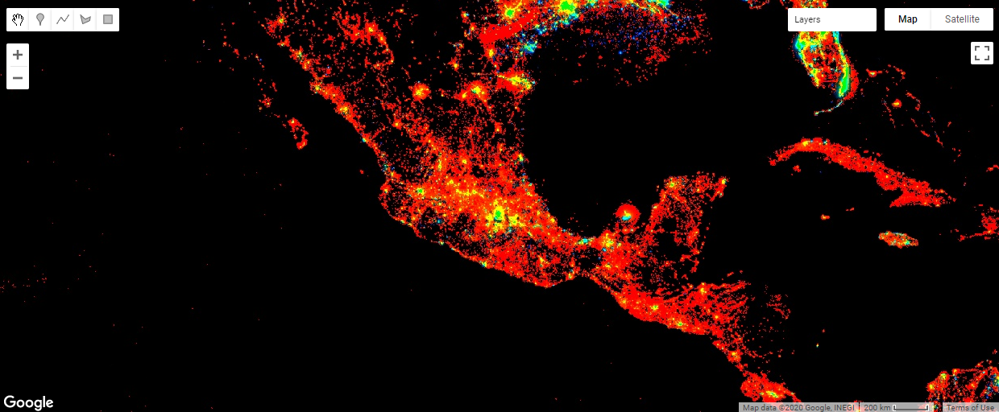 Layers
Map
Satellite
Google
Map data ©2020 Google, INEGI
200 km
Terms of Use